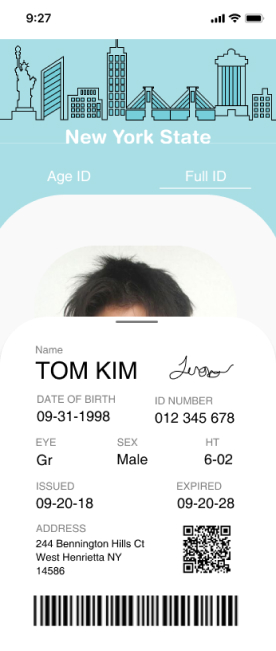 9:27
New York State
Age ID Full ID
Name
TOM KIM
DATE OF BIRTH ID NUMBER
09-31-1998 012 345 678
EYE SEX HT
Gr Male 6-02
ISSUED EXPIRED
09-20-18 09-20-28
ADDRESS
244 Bennington Hills Ct
West Henrietta NY
14586